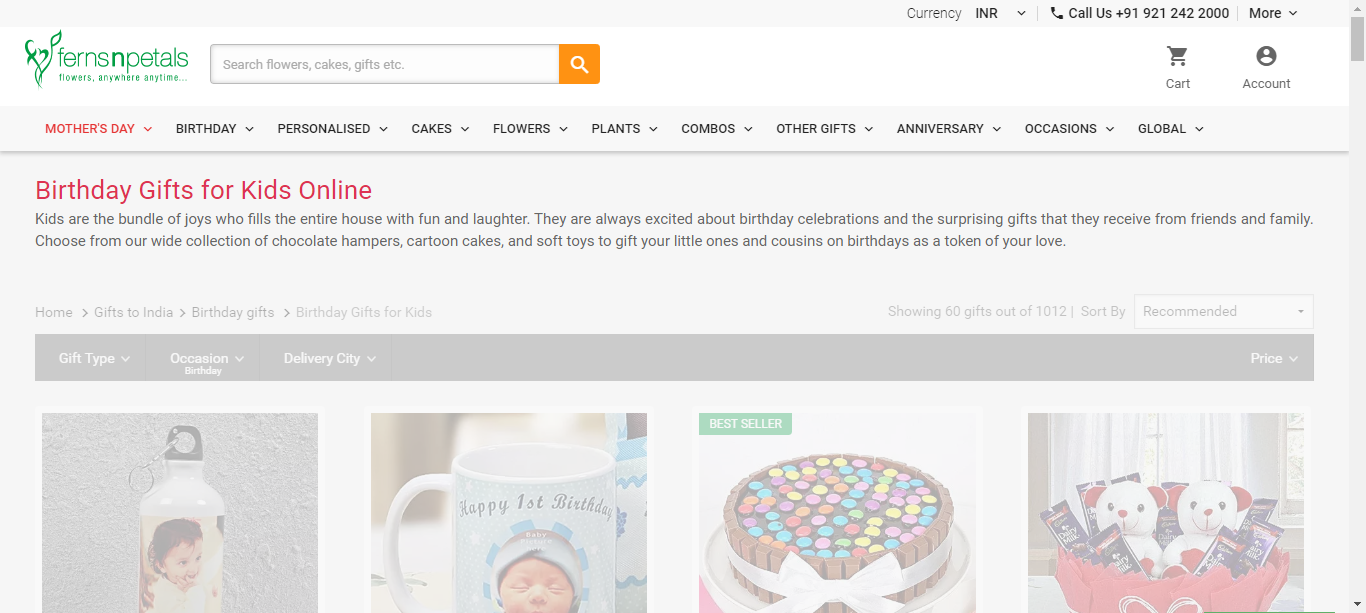 Currency INR Call Us +91 921 242 2000 More
fernsnpetals
flowers, anywhere anytime...
Search flowers, cakes, gifts etc.
Cart Account
MOTHER'S DAY BIRTHDAY PERSONALISED CAKES FLOWERS PLANTS COMBOS OTHER GIFTS ANNIVERSARY OCCASIONS GLOBAL
Birthday Gifts for Kids Online
Kids are the bundle of joys who fills the entire house with fun and laughter. They are always excited about birthday celebrations and the surprising gifts that they receive from friends and family.
Choose from our wide collection of chocolate hampers, cartoon cakes, and soft toys to gift your little ones and cousins on birthdays as a token of your love.
Home > Gifts to India > Birthday gifts > Birthday Gifts for Kids Showing 60 gifts out of 1012 | Sort By Recommended
Gift Type Occasion Delivery City Price
Birthday
BEST SELLER
Happy 1st Birthday
Baby
Dairy Milk
Dairy Milk